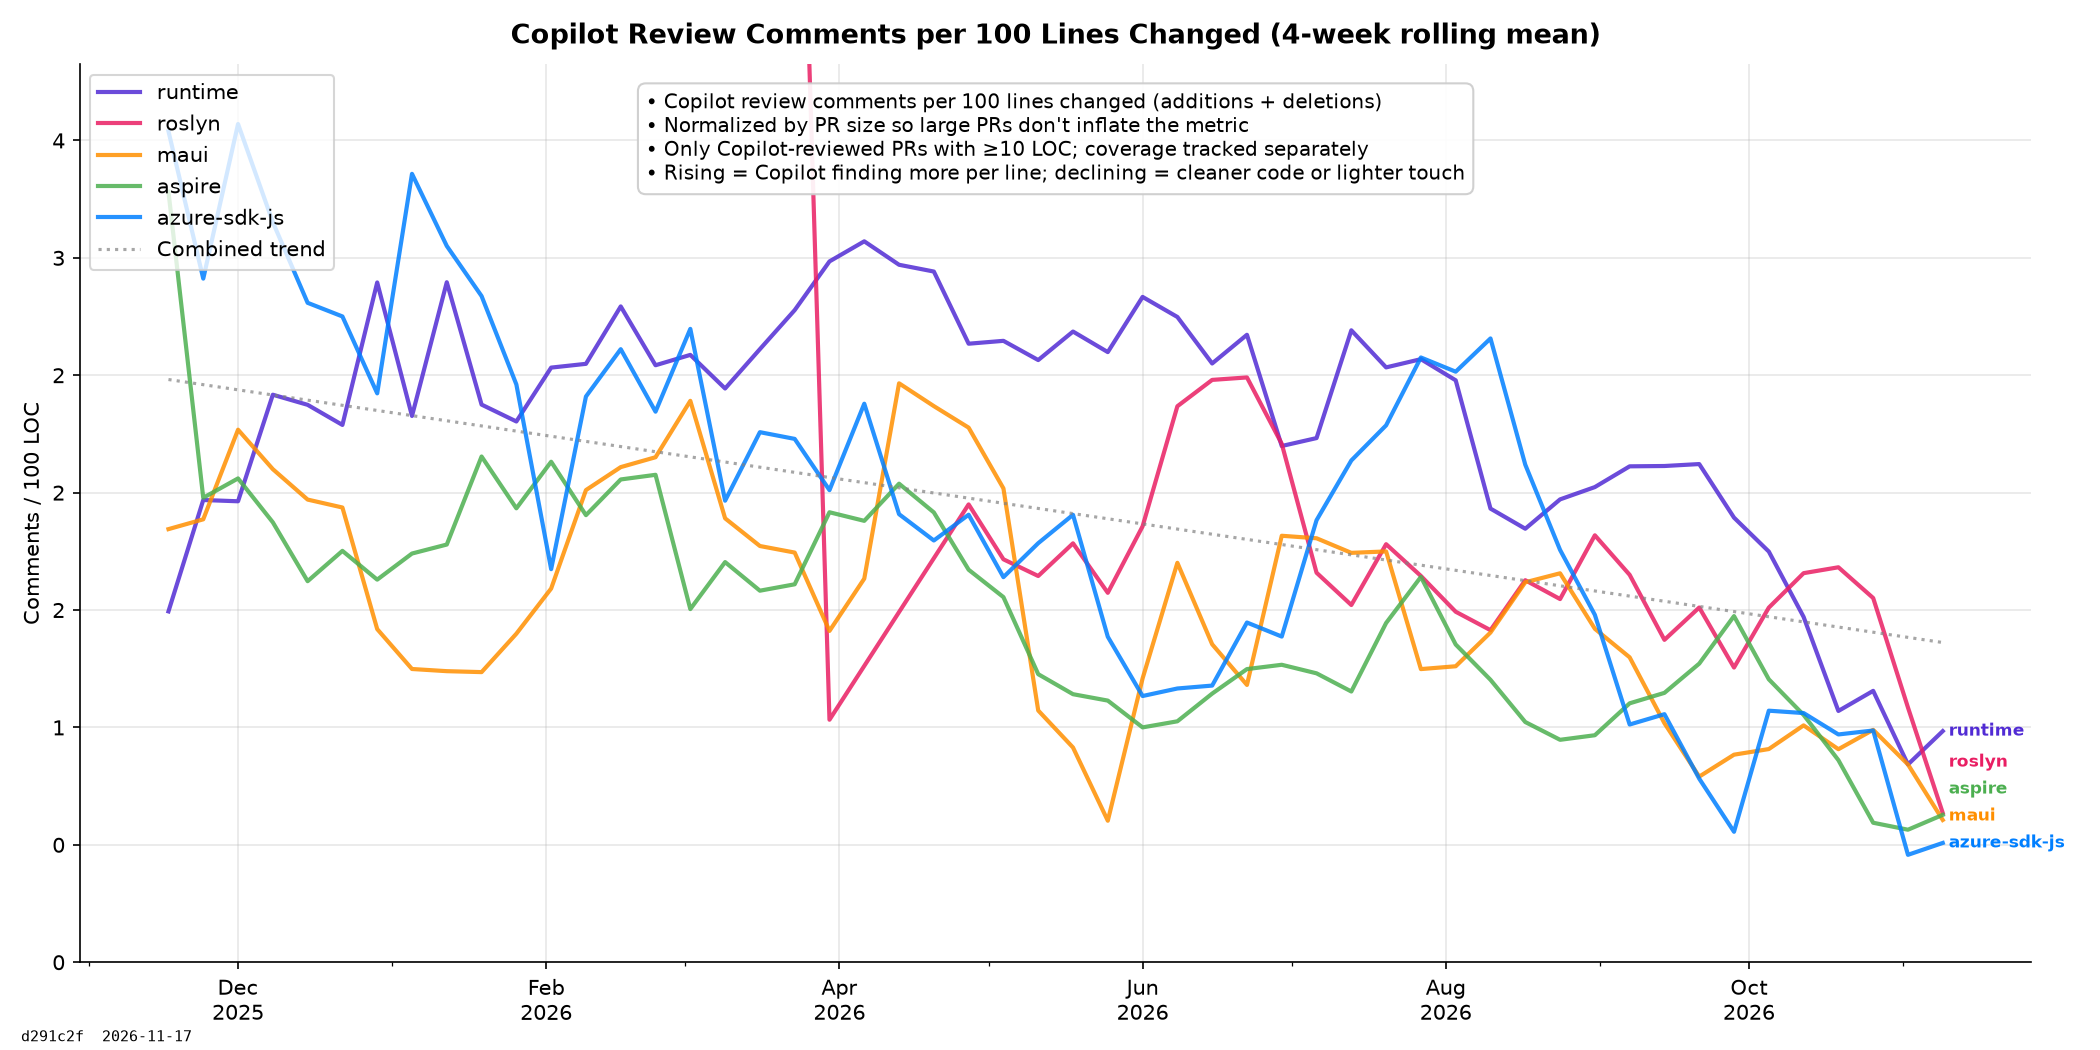 Copilot Review Comments per 100 Lines Changed (4-week rolling mean)
runtime
roslyn
maui
aspire
azure-sdk-js
Combined trend
• Copilot review comments per 100 lines changed (additions + deletions)
• Normalized by PR size so large PRs don't inflate the metric
• Only Copilot-reviewed PRs with ≥10 LOC; coverage tracked separately
• Rising = Copilot finding more per line; declining = cleaner code or lighter touch
Comments / 100 LOC
4
3
2
2
2
1
0
0
runtime
roslyn
aspire
maui
azure-sdk-js
Dec
2025
Feb
2026
Apr
2026
Jun
2026
Aug
2026
Oct
2026
d291c2f  2026-11-17